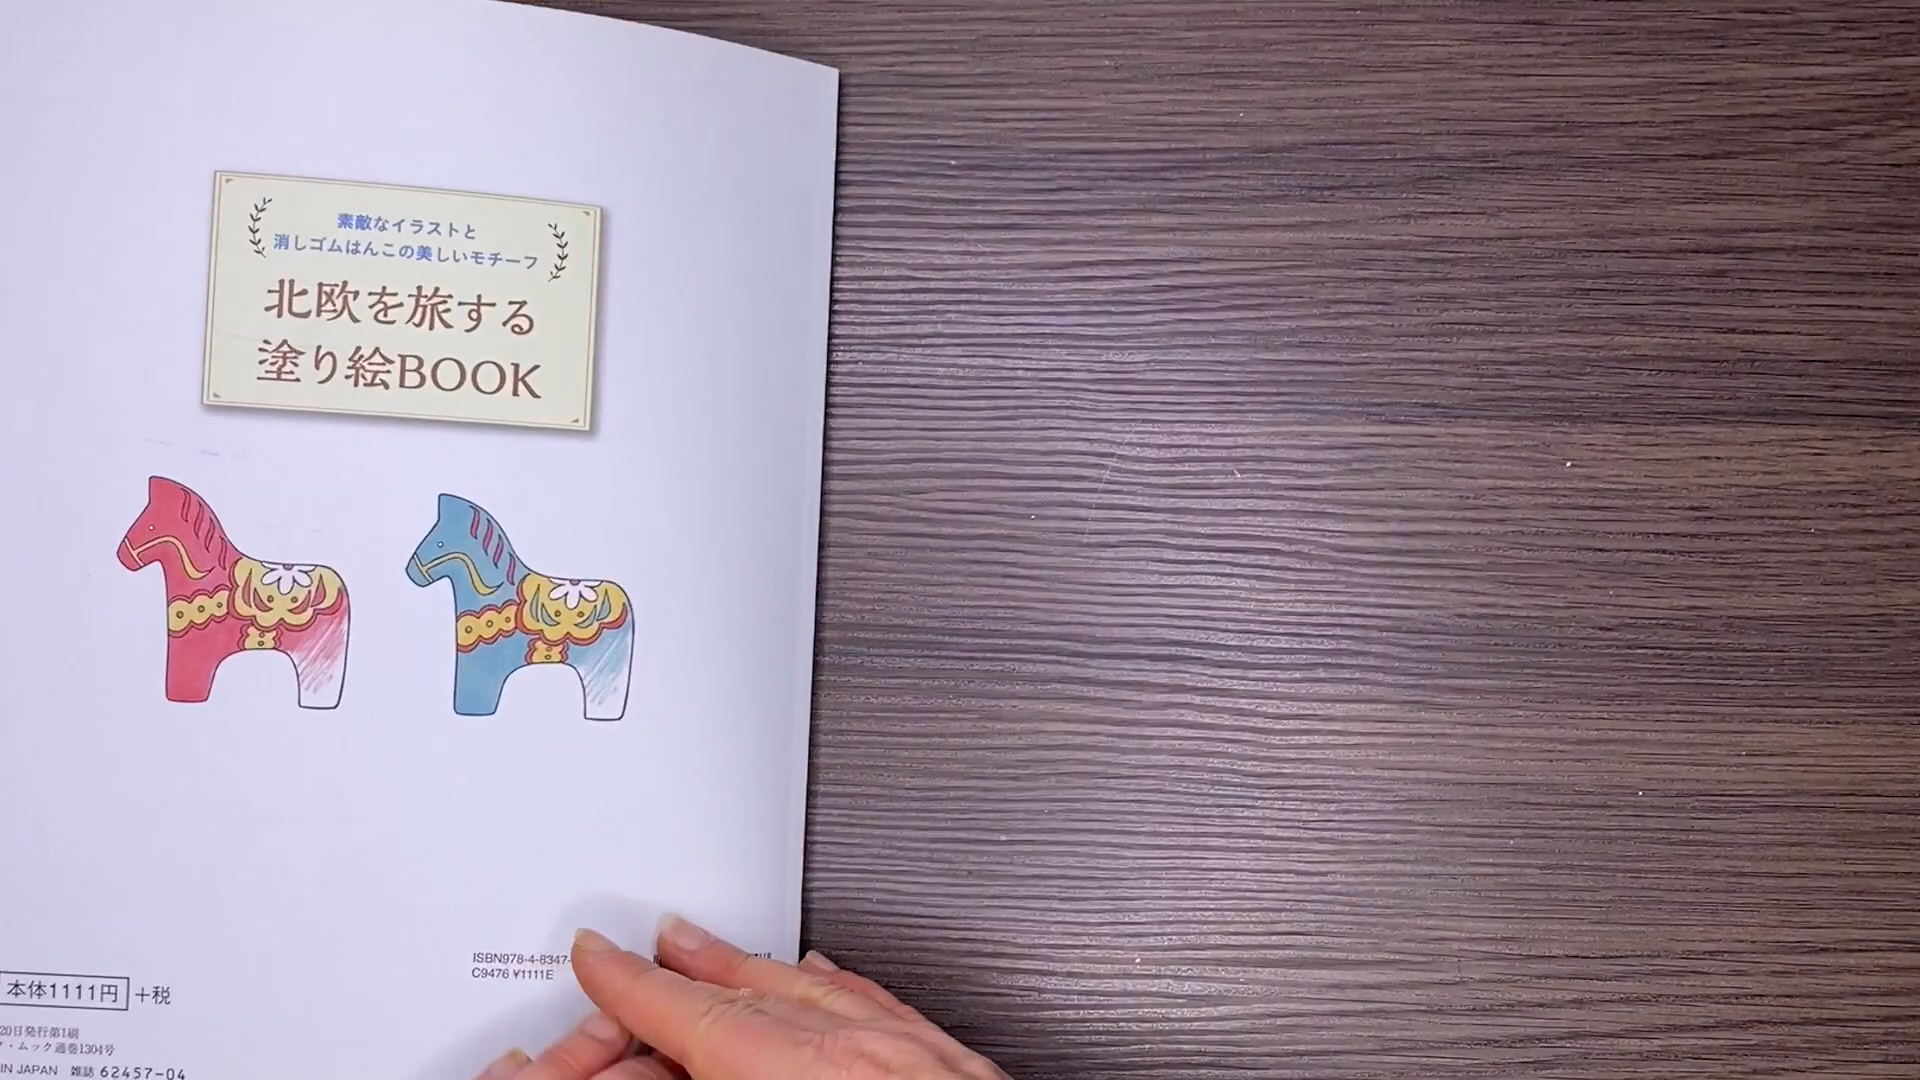 素敵なイラストと
消しゴムはんこの美しいモチーフ
北欧を旅する
塗り絵BOOK
ISBN978-4-8347-
C9476 ¥1111E
本体1111円 +税
20日発行第1刷
ク・ムック通巻1304号
IN JAPAN 雑誌 62457-04